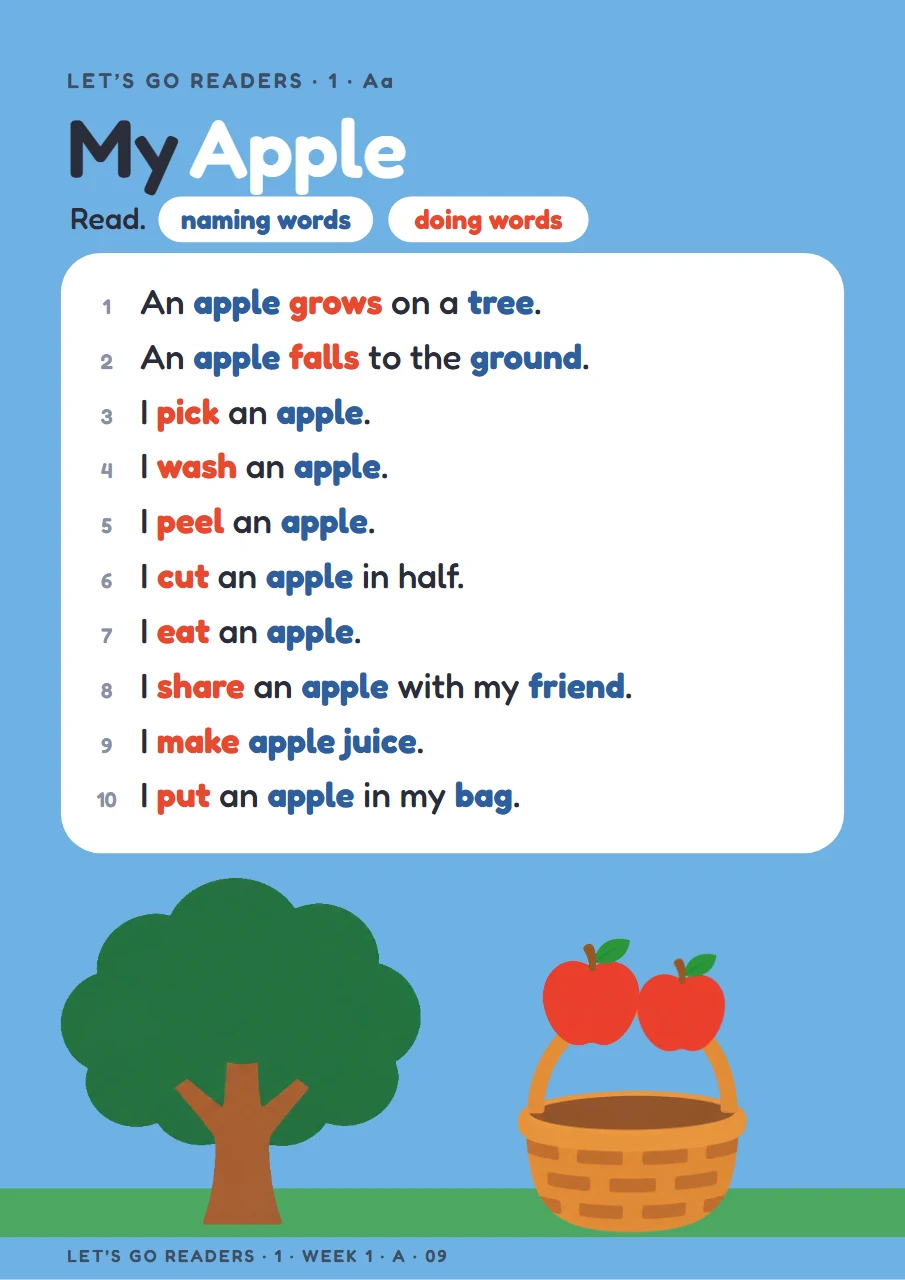 LET'S GO READERS · 1 · Aa
My Apple
Read. naming words doing words
1 An apple grows on a tree.
2 An apple falls to the ground.
3 I pick an apple.
4 I wash an apple.
5 I peel an apple.
6 I cut an apple in half.
7 I eat an apple.
8 I share an apple with my friend.
9 I make apple juice.
10 I put an apple in my bag.
LET'S GO READERS · 1 · WEEK 1 · A · 09